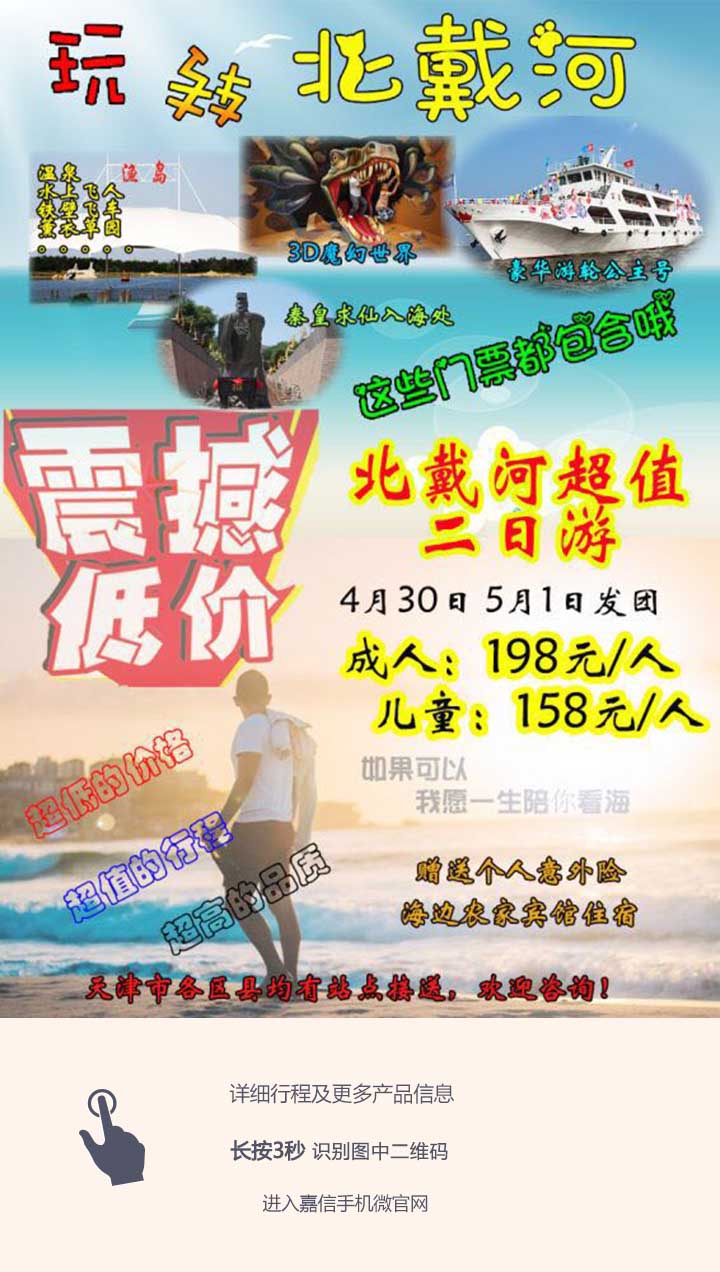 玩转北戴河
温泉
渔岛
水上飞人
铁壁飞车
薰衣草园
。。。。。
3D魔幻世界
豪华游轮公主号
秦皇求仙入海处
这些门票都包含哦
震撼
低价
北戴河超值
二日游
4月30日 5月1日发团
成人：198元/人
儿童：158元/人
如果可以
我愿一生陪你看海
超低的价格
超值的行程
超高的品质
赠送个人意外险
海边农家宾馆住宿
天津市各区县均有站点接送，欢迎咨询！
详细行程及更多产品信息
长按3秒 识别图中二维码
进入嘉信手机微官网